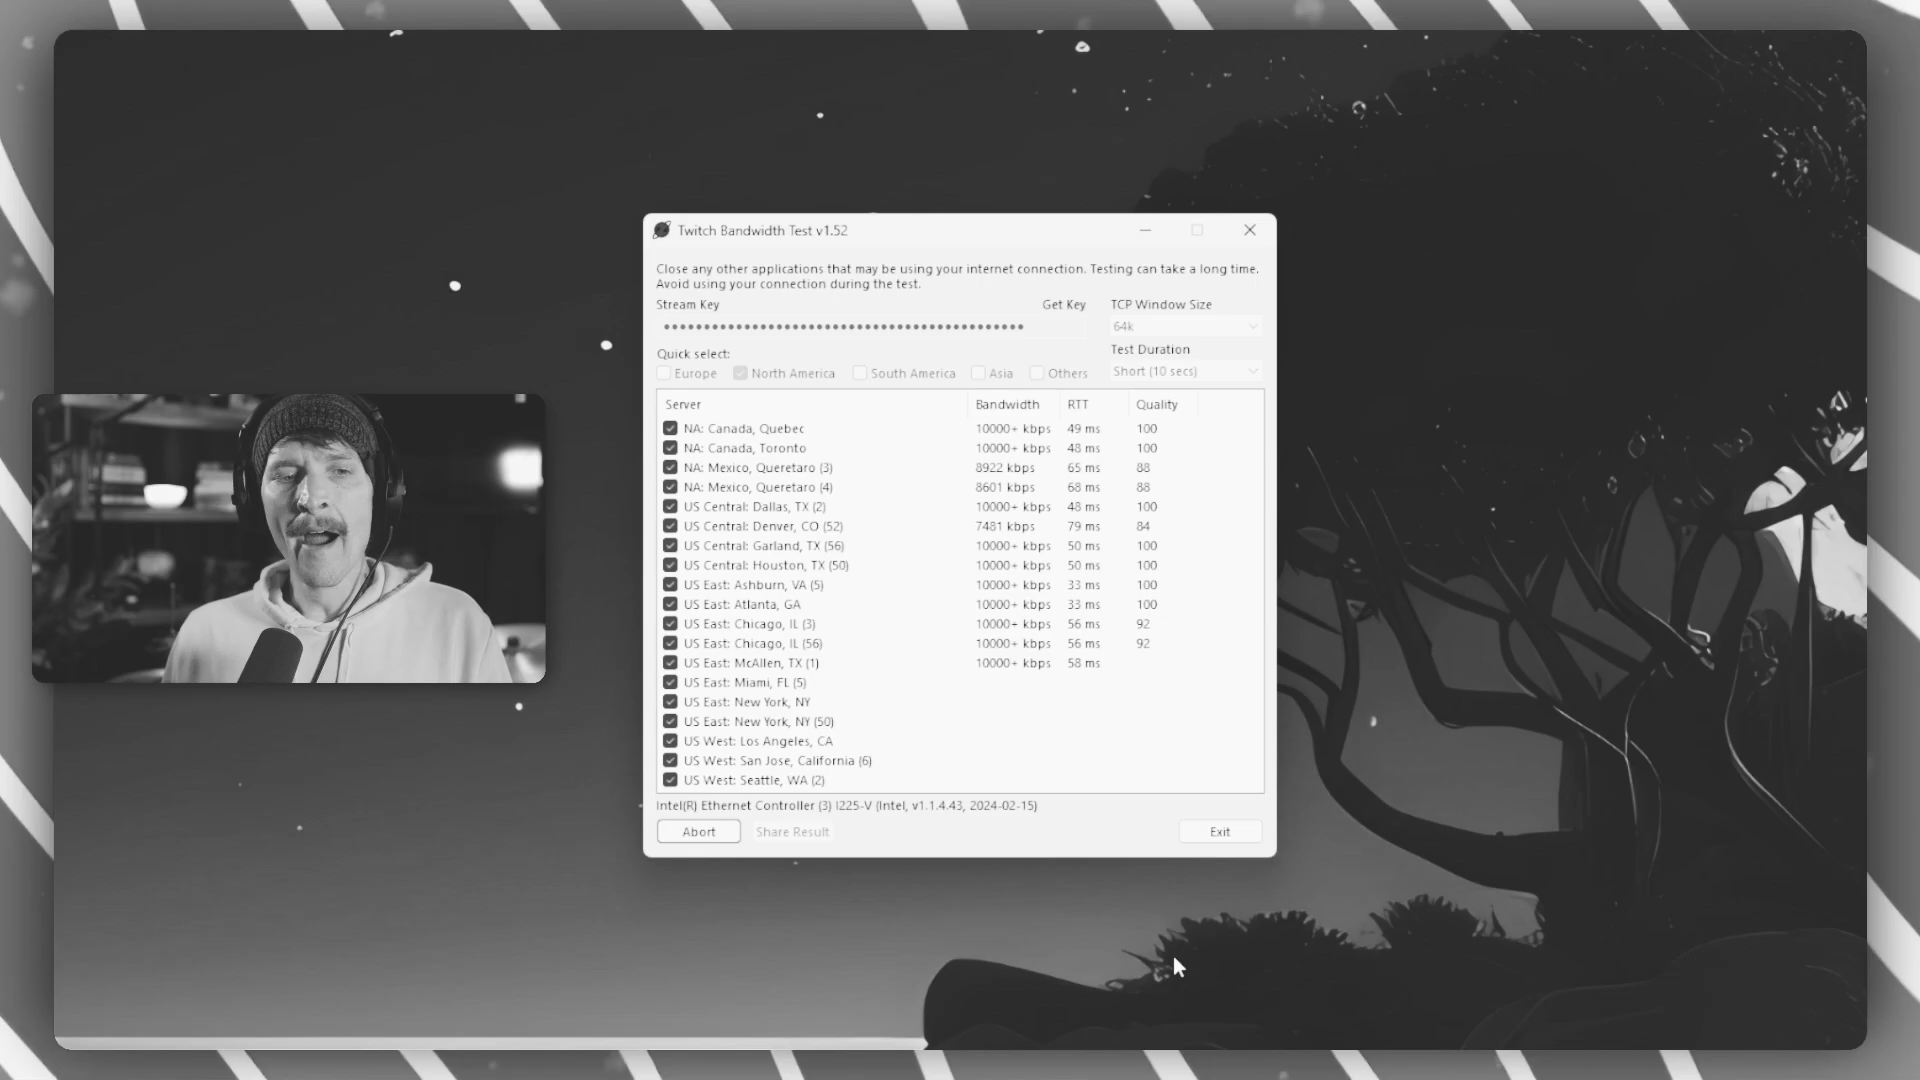 Twitch Bandwidth Test v1.52
Close any other applications that may be using your internet connection. Testing can take a long time.
Avoid using your connection during the test.
Stream Key Get Key TCP Window Size
●●●●●●●●●●●●●●●●●●●●●●●●●●●●●●●●●●●●●●●●●●●●● 64k
Quick select: Test Duration
Europe North America South America Asia Others Short (10 secs)
Server Bandwidth RTT Quality
NA: Canada, Quebec 10000+ kbps 49 ms 100
NA: Canada, Toronto 10000+ kbps 48 ms 100
NA: Mexico, Queretaro (3) 8922 kbps 65 ms 88
NA: Mexico, Queretaro (4) 8601 kbps 68 ms 88
US Central: Dallas, TX (2) 10000+ kbps 48 ms 100
US Central: Denver, CO (52) 7481 kbps 79 ms 84
US Central: Garland, TX (56) 10000+ kbps 50 ms 100
US Central: Houston, TX (50) 10000+ kbps 50 ms 100
US East: Ashburn, VA (5) 10000+ kbps 33 ms 100
US East: Atlanta, GA 10000+ kbps 33 ms 100
US East: Chicago, IL (3) 10000+ kbps 56 ms 92
US East: Chicago, IL (56) 10000+ kbps 56 ms 92
US East: McAllen, TX (1) 10000+ kbps 58 ms
US East: Miami, FL (5)
US East: New York, NY
US East: New York, NY (50)
US West: Los Angeles, CA
US West: San Jose, California (6)
US West: Seattle, WA (2)
Intel(R) Ethernet Controller (3) I225-V (Intel, v1.1.4.43, 2024-02-15)
Abort Share Result Exit